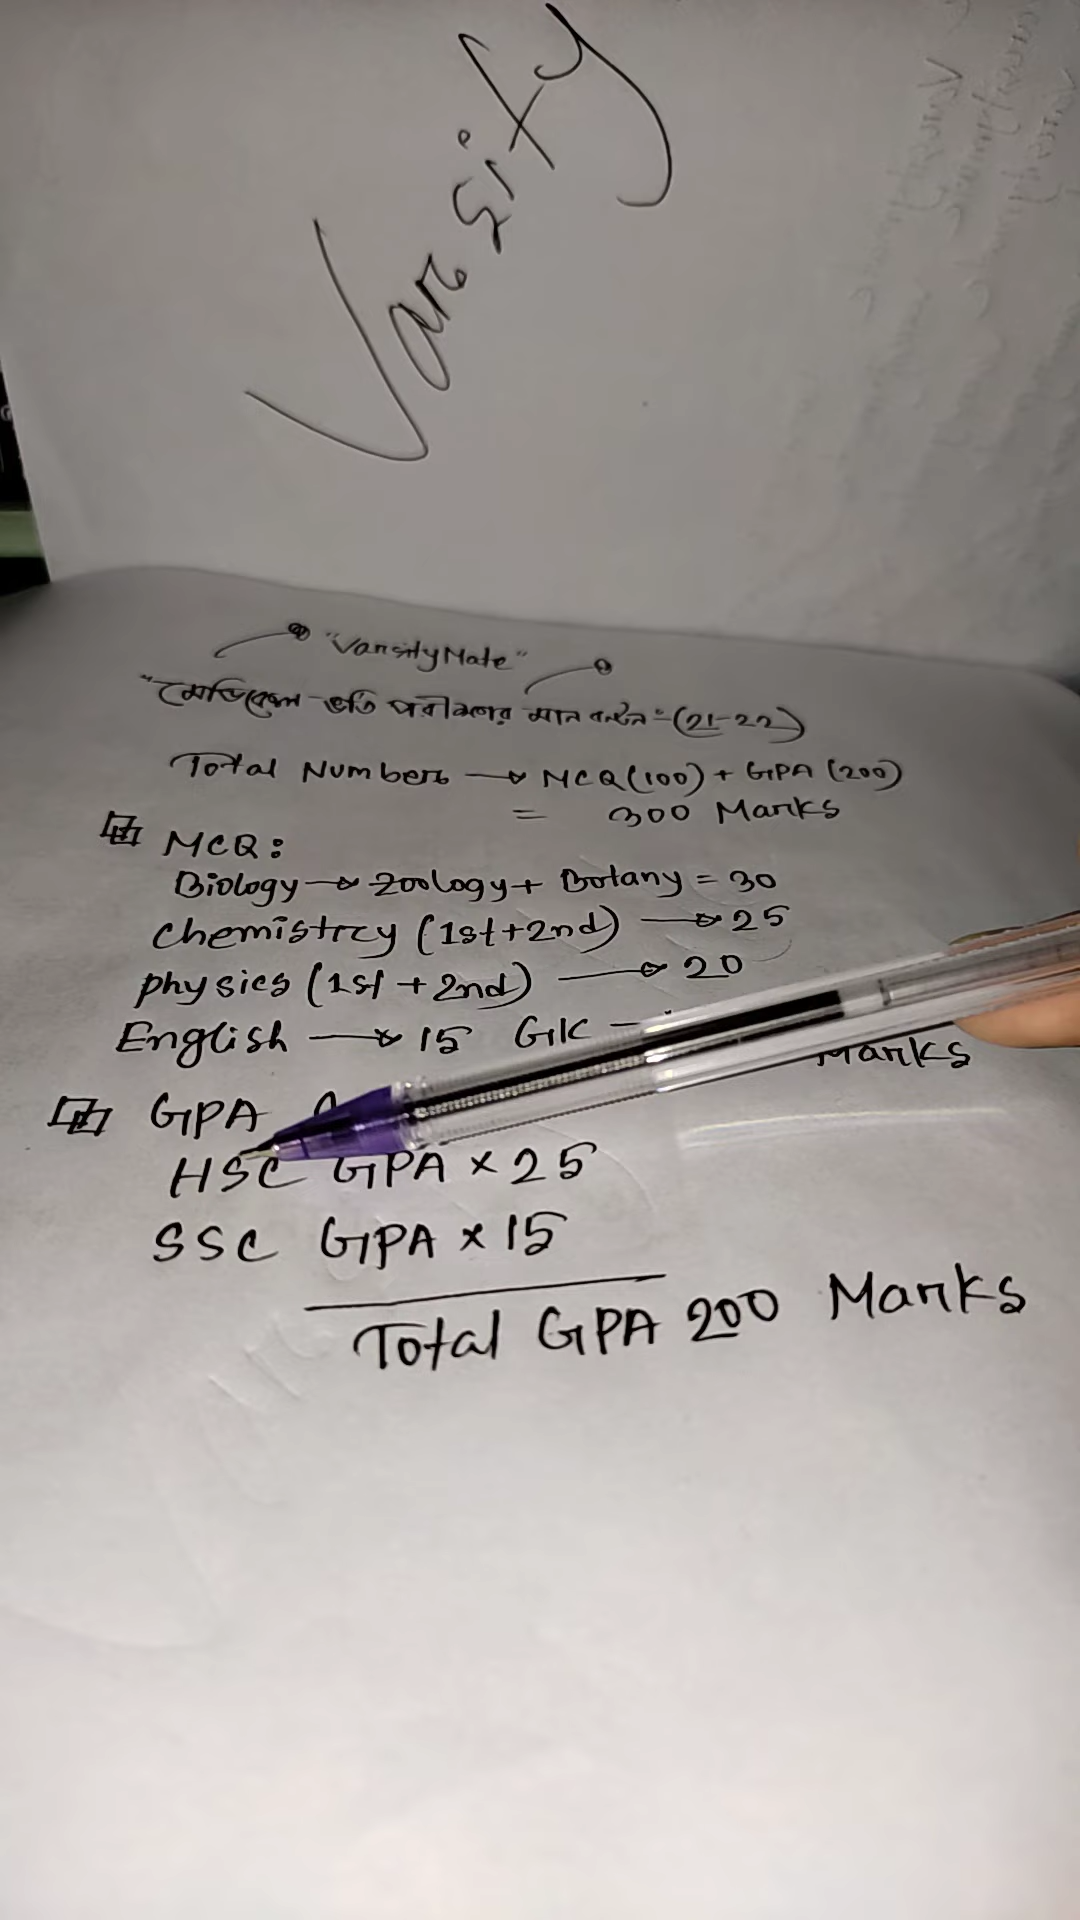 Varsity
"VarsityMate"
"মেডিকেল ভর্তি পরীক্ষার মান বন্টন:-(21-22)
Total Numbers → MCQ(100) + GPA (200)
= 300 Marks
MCQ:
Biology → Zoology + Botany = 30
Chemistry (1st+2nd) → 25
physics (1st + 2nd) → 20
English → 15 GK –
Marks
GPA
HSC GPA × 25
SSC GPA × 15
Total GPA 200 Marks